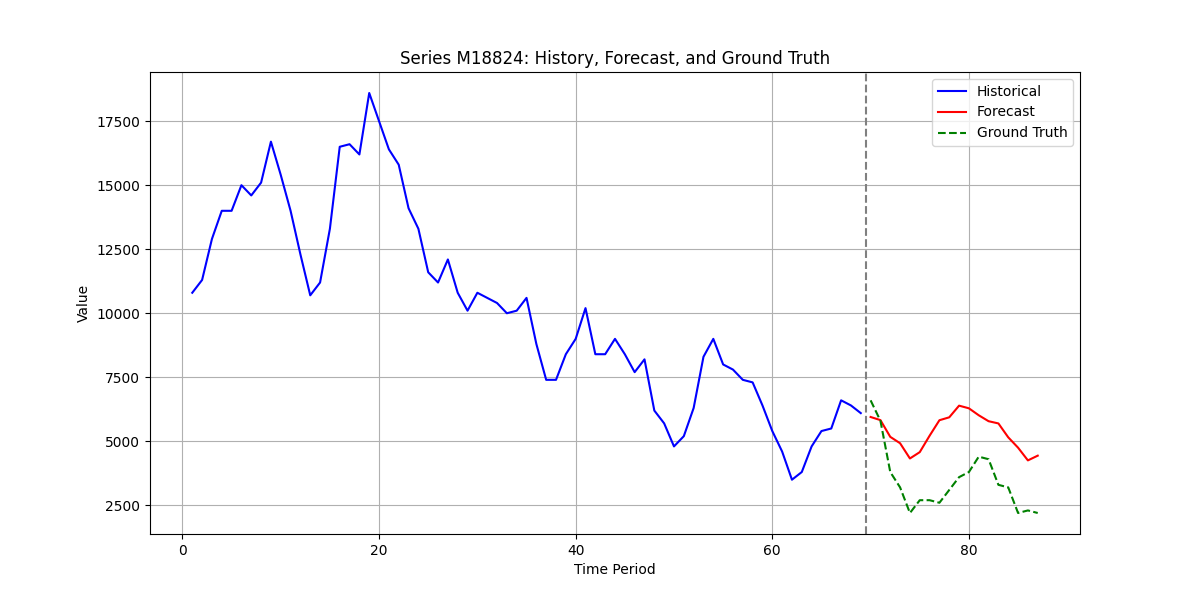 Series M18824: History, Forecast, and Ground Truth
Historical
Forecast
Ground Truth
17500
15000
12500
10000
7500
5000
2500
Value
0 20 40 60 80
Time Period